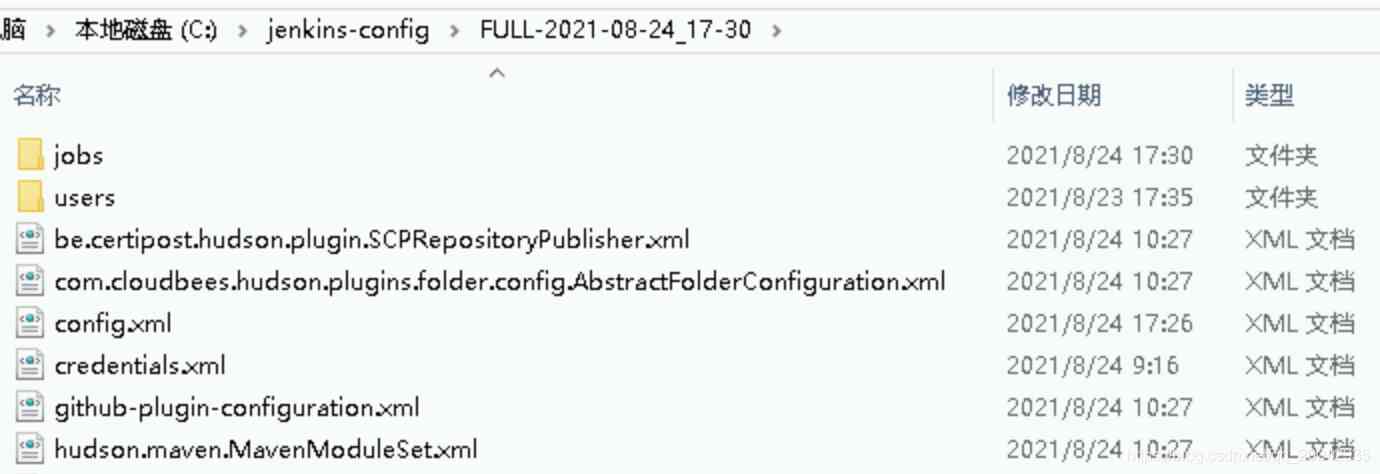 脑 > 本地磁盘 (C:) > jenkins-config > FULL-2021-08-24_17-30 >
名称 修改日期 类型
jobs 2021/8/24 17:30 文件夹
users 2021/8/23 17:35 文件夹
be.certipost.hudson.plugin.SCPRepositoryPublisher.xml 2021/8/24 10:27 XML 文档
com.cloudbees.hudson.plugins.folder.config.AbstractFolderConfiguration.xml 2021/8/24 10:27 XML 文档
config.xml 2021/8/24 17:26 XML 文档
credentials.xml 2021/8/24 9:16 XML 文档
github-plugin-configuration.xml 2021/8/24 10:27 XML 文档
hudson.maven.MavenModuleSet.xml 2021/8/24 10:27 XML 文档